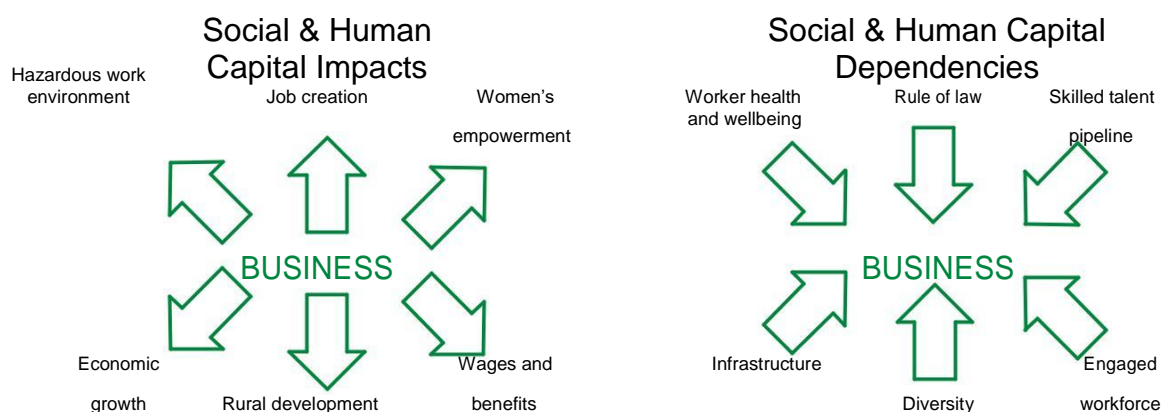 Social & Human
Capital Impacts
Hazardous work
environment
Job creation
Women's
empowerment
BUSINESS
Economic
growth
Rural development
Wages and
benefits
Social & Human Capital
Dependencies
Worker health
and wellbeing
Rule of law
Skilled talent
pipeline
BUSINESS
Infrastructure
Diversity
Engaged
workforce